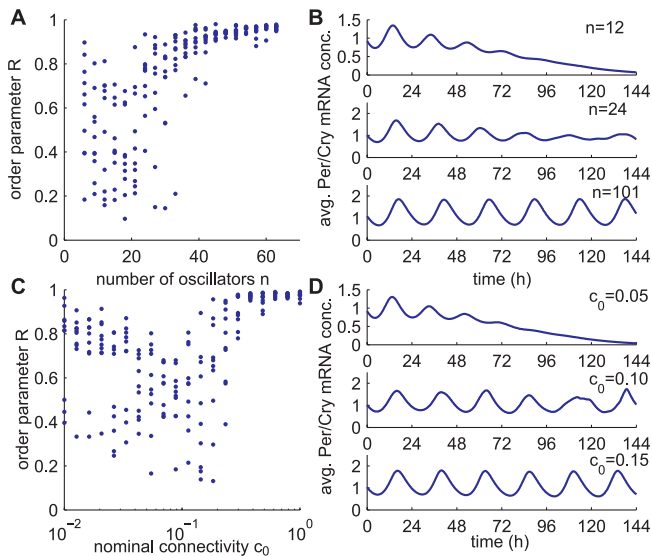 A
order parameter R
1
0.8
0.6
0.4
0.2
0
0 20 40 60
number of oscillators n
B
avg. Per/Cry mRNA conc.
n=12
1.5
1
0.5
0
0 24 48 72 96 120 144
n=24
2
1
0
0 24 48 72 96 120 144
n=101
2
1
0
0 24 48 72 96 120 144
time (h)
C
order parameter R
1
0.8
0.6
0.4
0.2
0
10⁻² 10⁻¹ 10⁰
nominal connectivity c₀
D
avg. Per/Cry mRNA conc.
c₀=0.05
1.5
1
0.5
0
0 24 48 72 96 120 144
c₀=0.10
2
1
0
0 24 48 72 96 120 144
c₀=0.15
2
1
0
0 24 48 72 96 120 144
time (h)